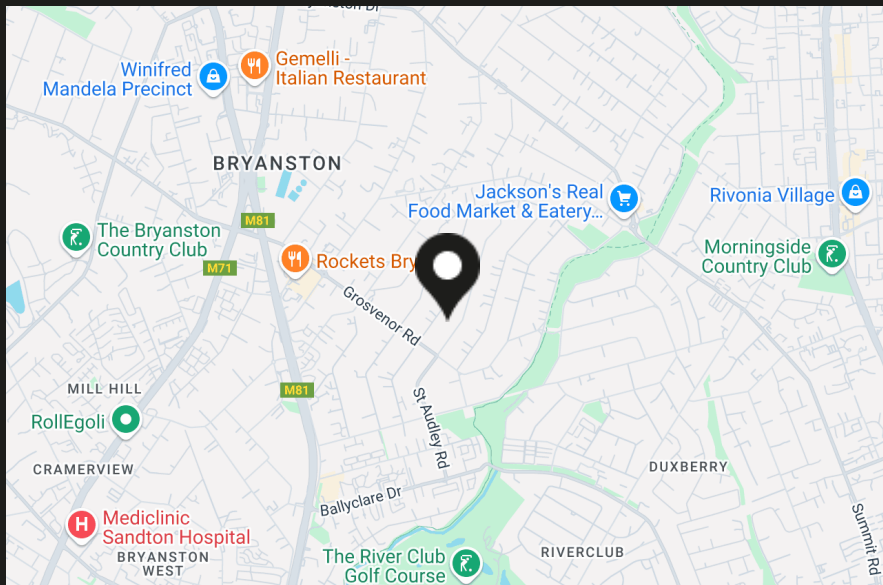 Gemelli -
Italian Restaurant
Winifred
Mandela Precinct
BRYANSTON
Jackson's Real
Food Market & Eatery...
Rivonia Village
M81
The Bryanston
Country Club
Morningside
Country Club
M71
Rockets Bry
Grosvenor Rd
MILL HILL
M81
St Audley Rd
RollEgoli
CRAMERVIEW
DUXBERRY
Ballyclare Dr
Summit Rd
H
Mediclinic
Sandton Hospital
BRYANSTON
WEST
RIVERCLUB
The River Club
Golf Course